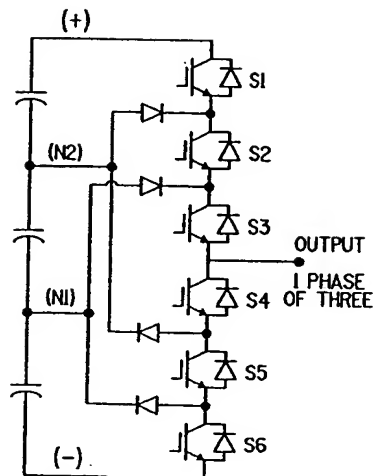 (+)
S1
(N2)
S2
S3
OUTPUT
1 PHASE
OF THREE
(N1)
S4
S5
S6
(-)